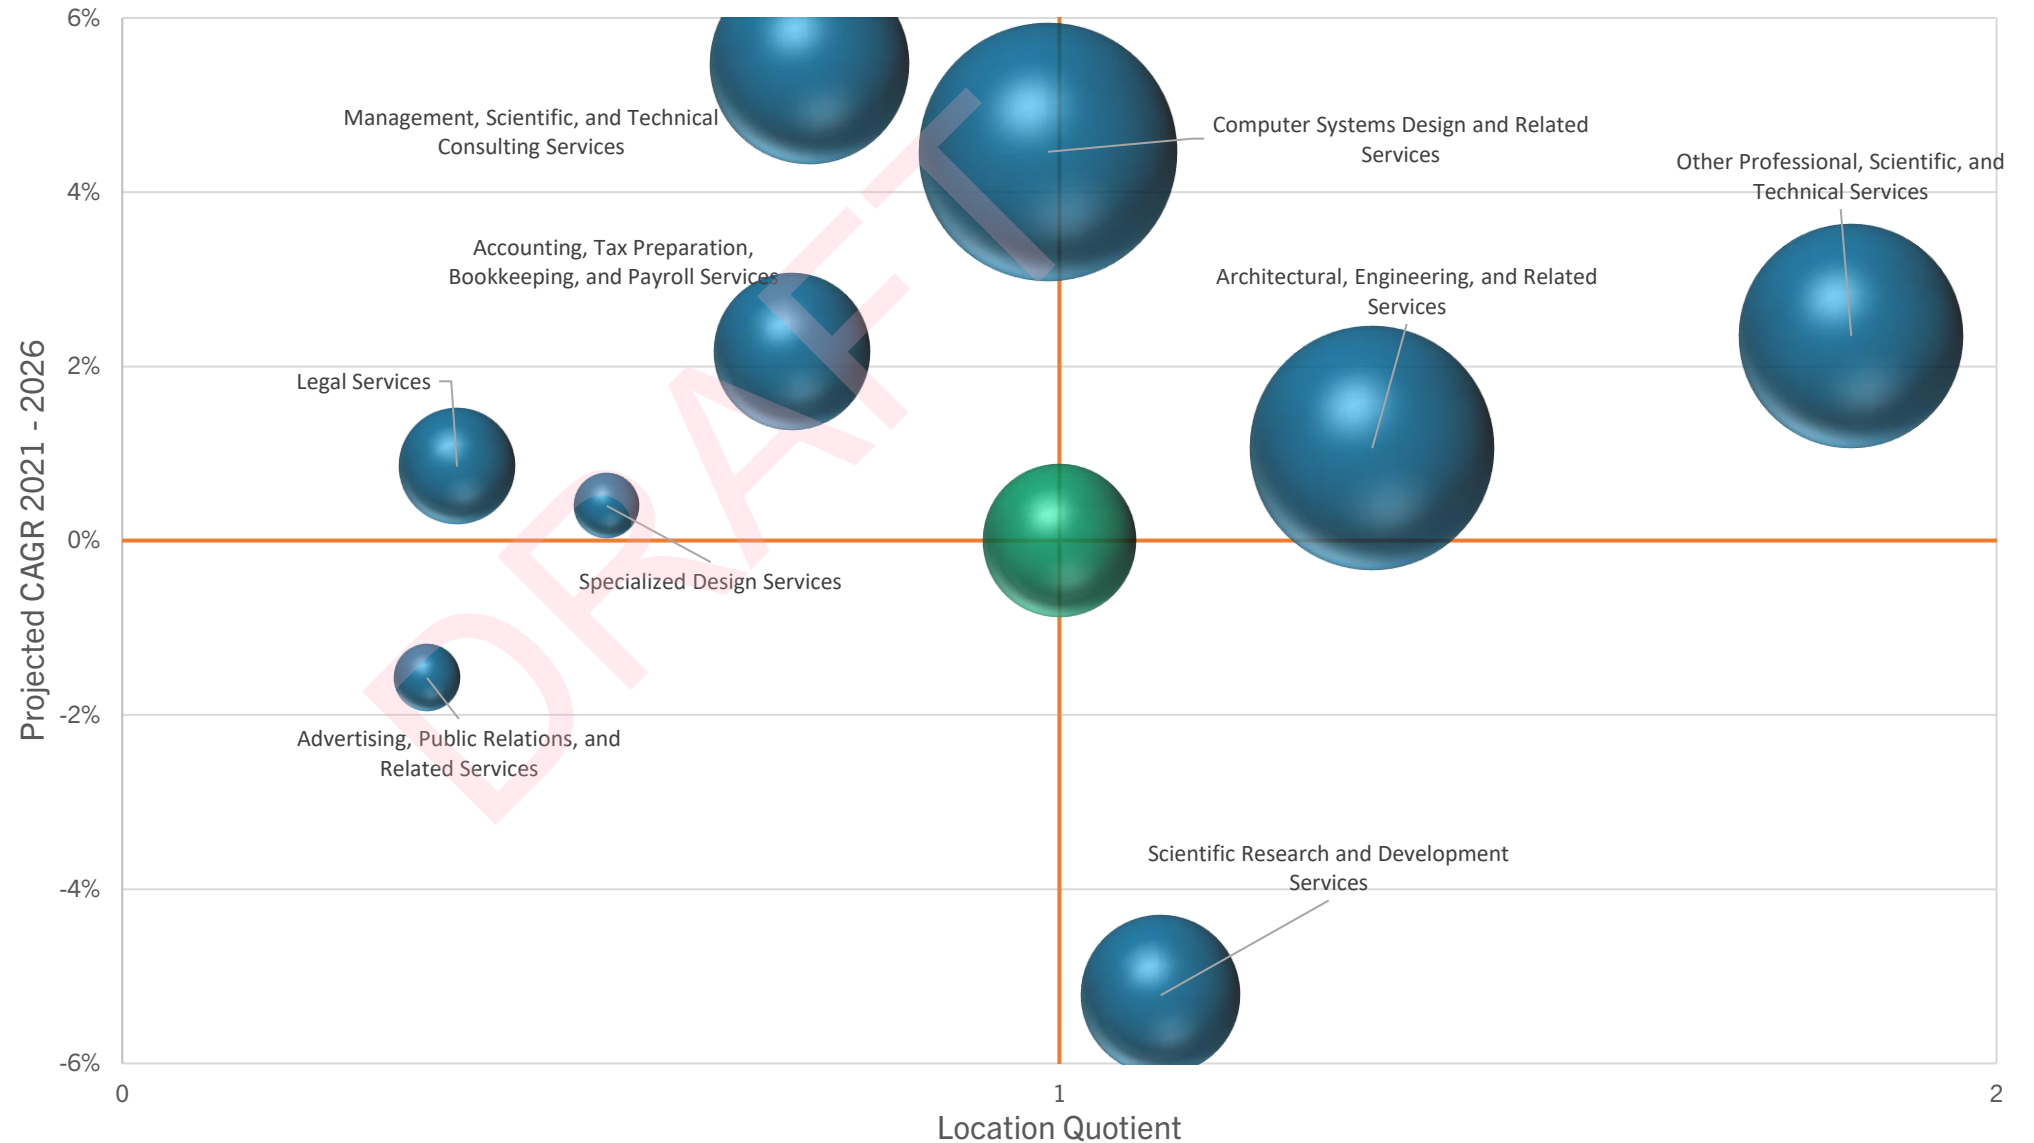 6%
4%
2%
0%
-2%
-4%
-6%
Projected CAGR 2021 - 2026
Management, Scientific, and Technical
Consulting Services
Computer Systems Design and Related
Services
Other Professional, Scientific, and
Technical Services
Accounting, Tax Preparation,
Bookkeeping, and Payroll Services
Architectural, Engineering, and Related
Services
Legal Services
Specialized Design Services
Advertising, Public Relations, and
Related Services
Scientific Research and Development
Services
DRAFT
0
1
2
Location Quotient